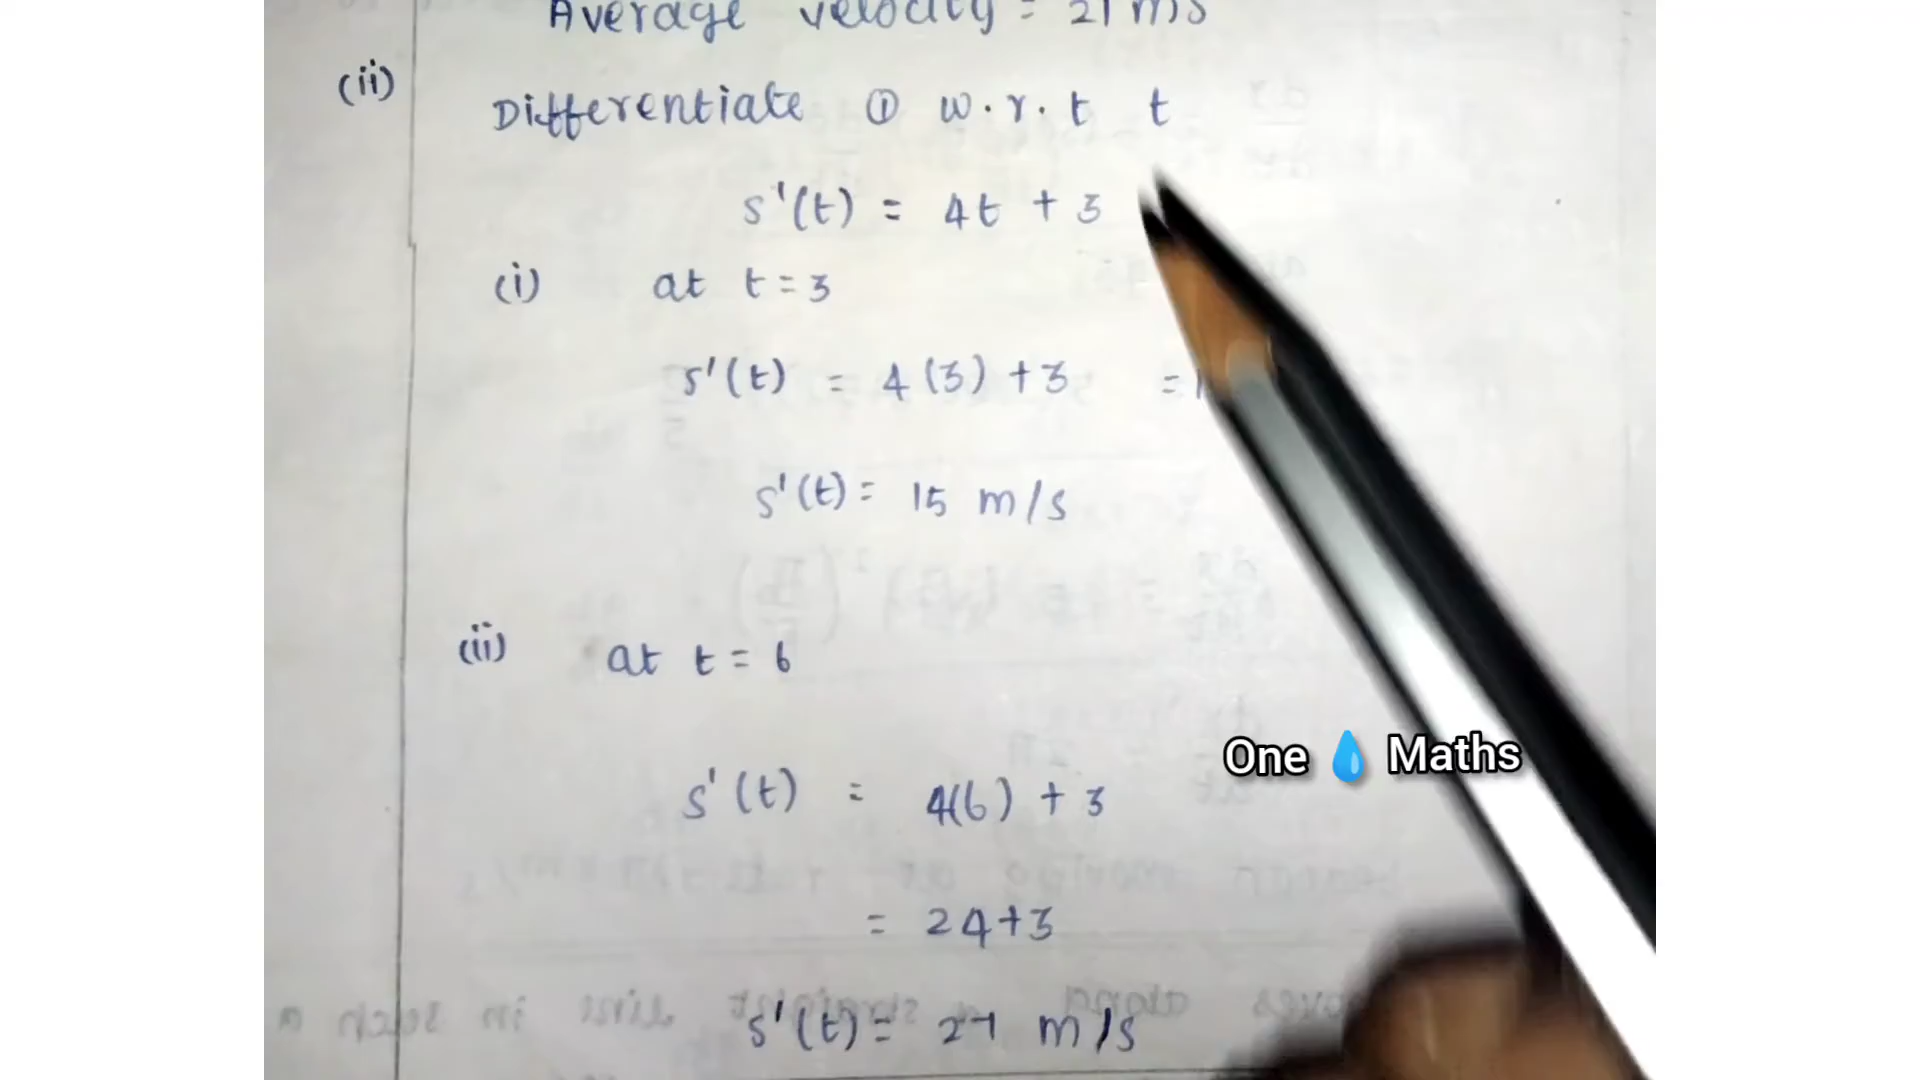 Average velocity = 21 m/s
(ii)
Differentiate ① w.r.t t
s'(t) = 4t + 3
(i) at t = 3
s'(t) = 4(3) + 3 =
s'(t) = 15 m/s
(ii) at t = 6
s'(t) = 4(6) + 3
One 💧 Maths
= 24+3
s'(t) = 27 m/s